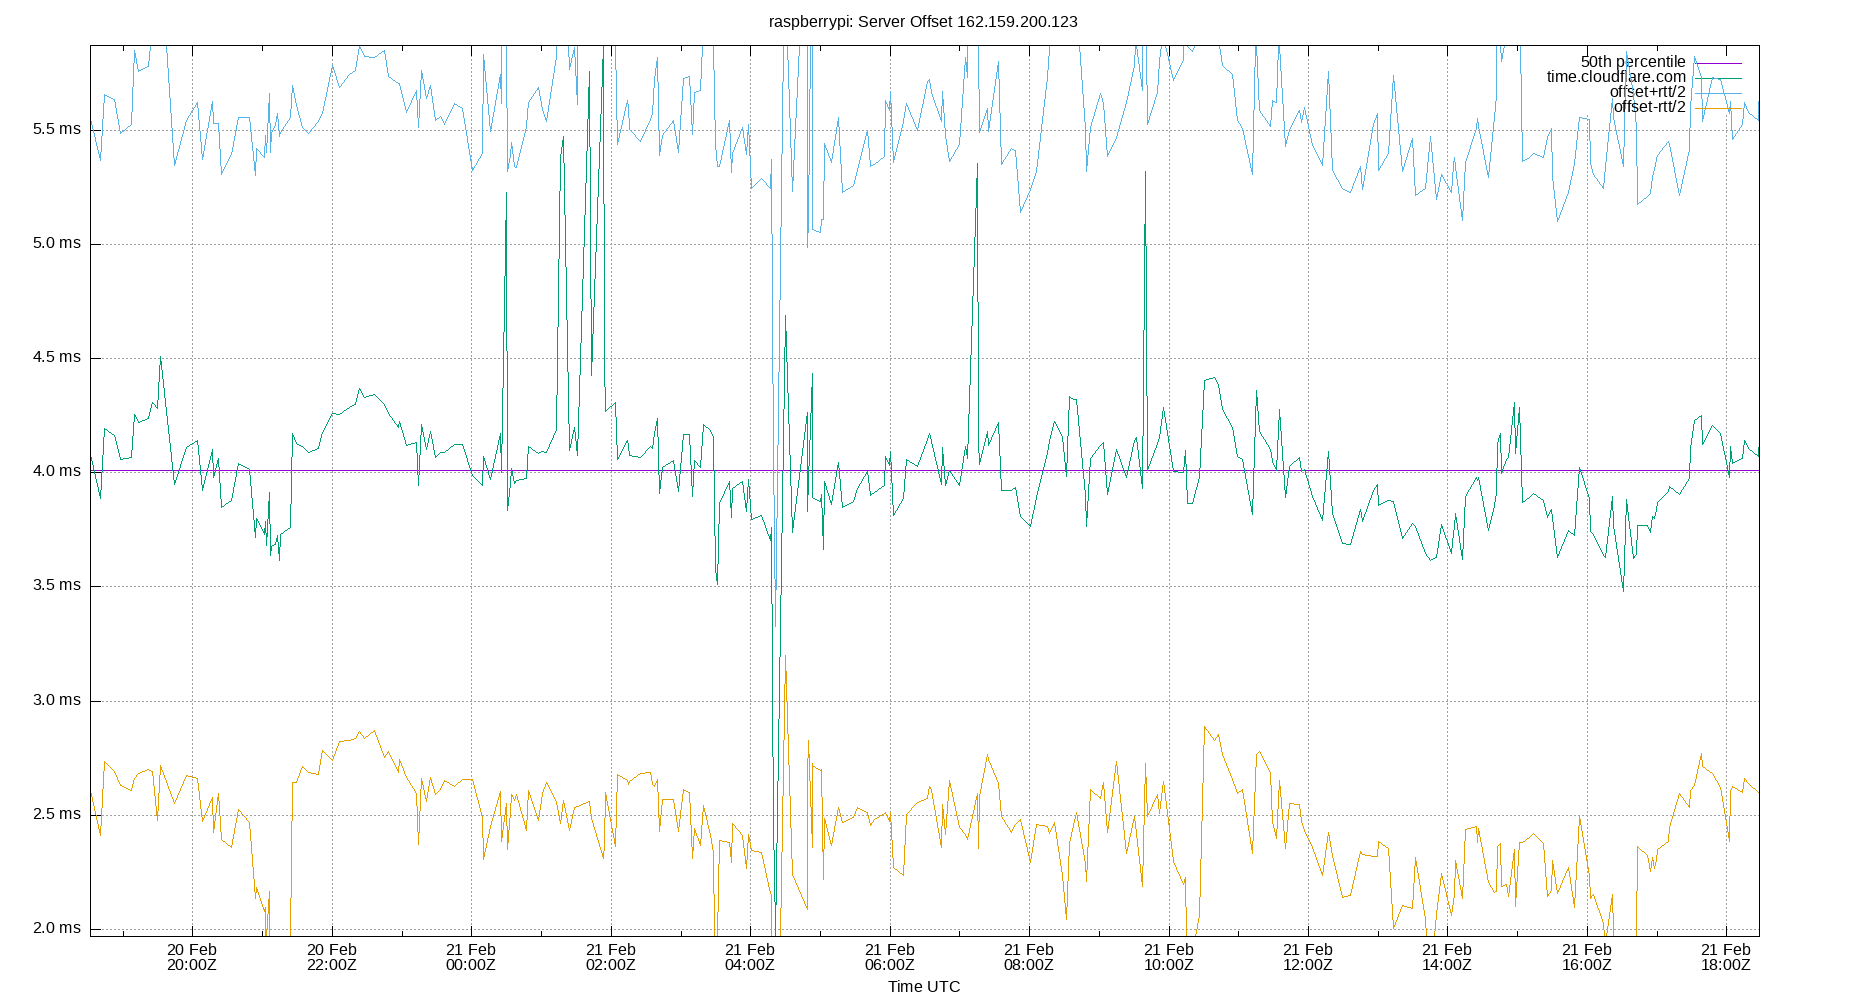 raspberrypi: Server Offset 162.159.200.123
50th percentile
time.cloudflare.com
offset+rtt/2
offset-rtt/2
5.5 ms
5.0 ms
4.5 ms
4.0 ms
3.5 ms
3.0 ms
2.5 ms
2.0 ms
20 Feb 20 Feb 21 Feb 21 Feb 21 Feb 21 Feb 21 Feb 21 Feb 21 Feb 21 Feb 21 Feb 21 Feb
20:00Z 22:00Z 00:00Z 02:00Z 04:00Z 06:00Z 08:00Z 10:00Z 12:00Z 14:00Z 16:00Z 18:00Z
Time UTC